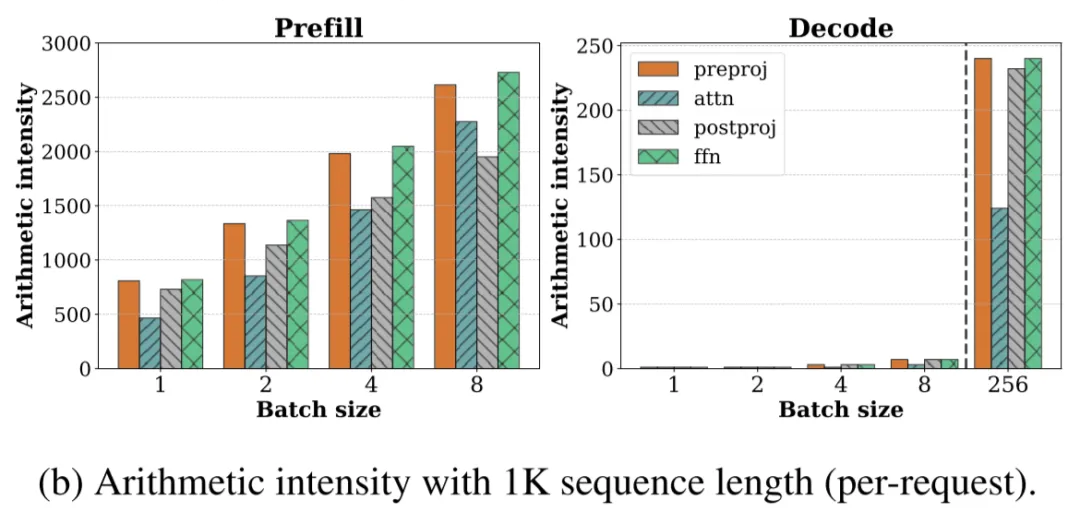 Prefill
Arithmetic intensity
3000
2500
2000
1500
1000
500
0
1 2 4 8
Batch size
Decode
Arithmetic intensity
250
200
150
100
50
0
preproj
attn
postproj
ffn
1 2 4 8 256
Batch size
(b) Arithmetic intensity with 1K sequence length (per-request).